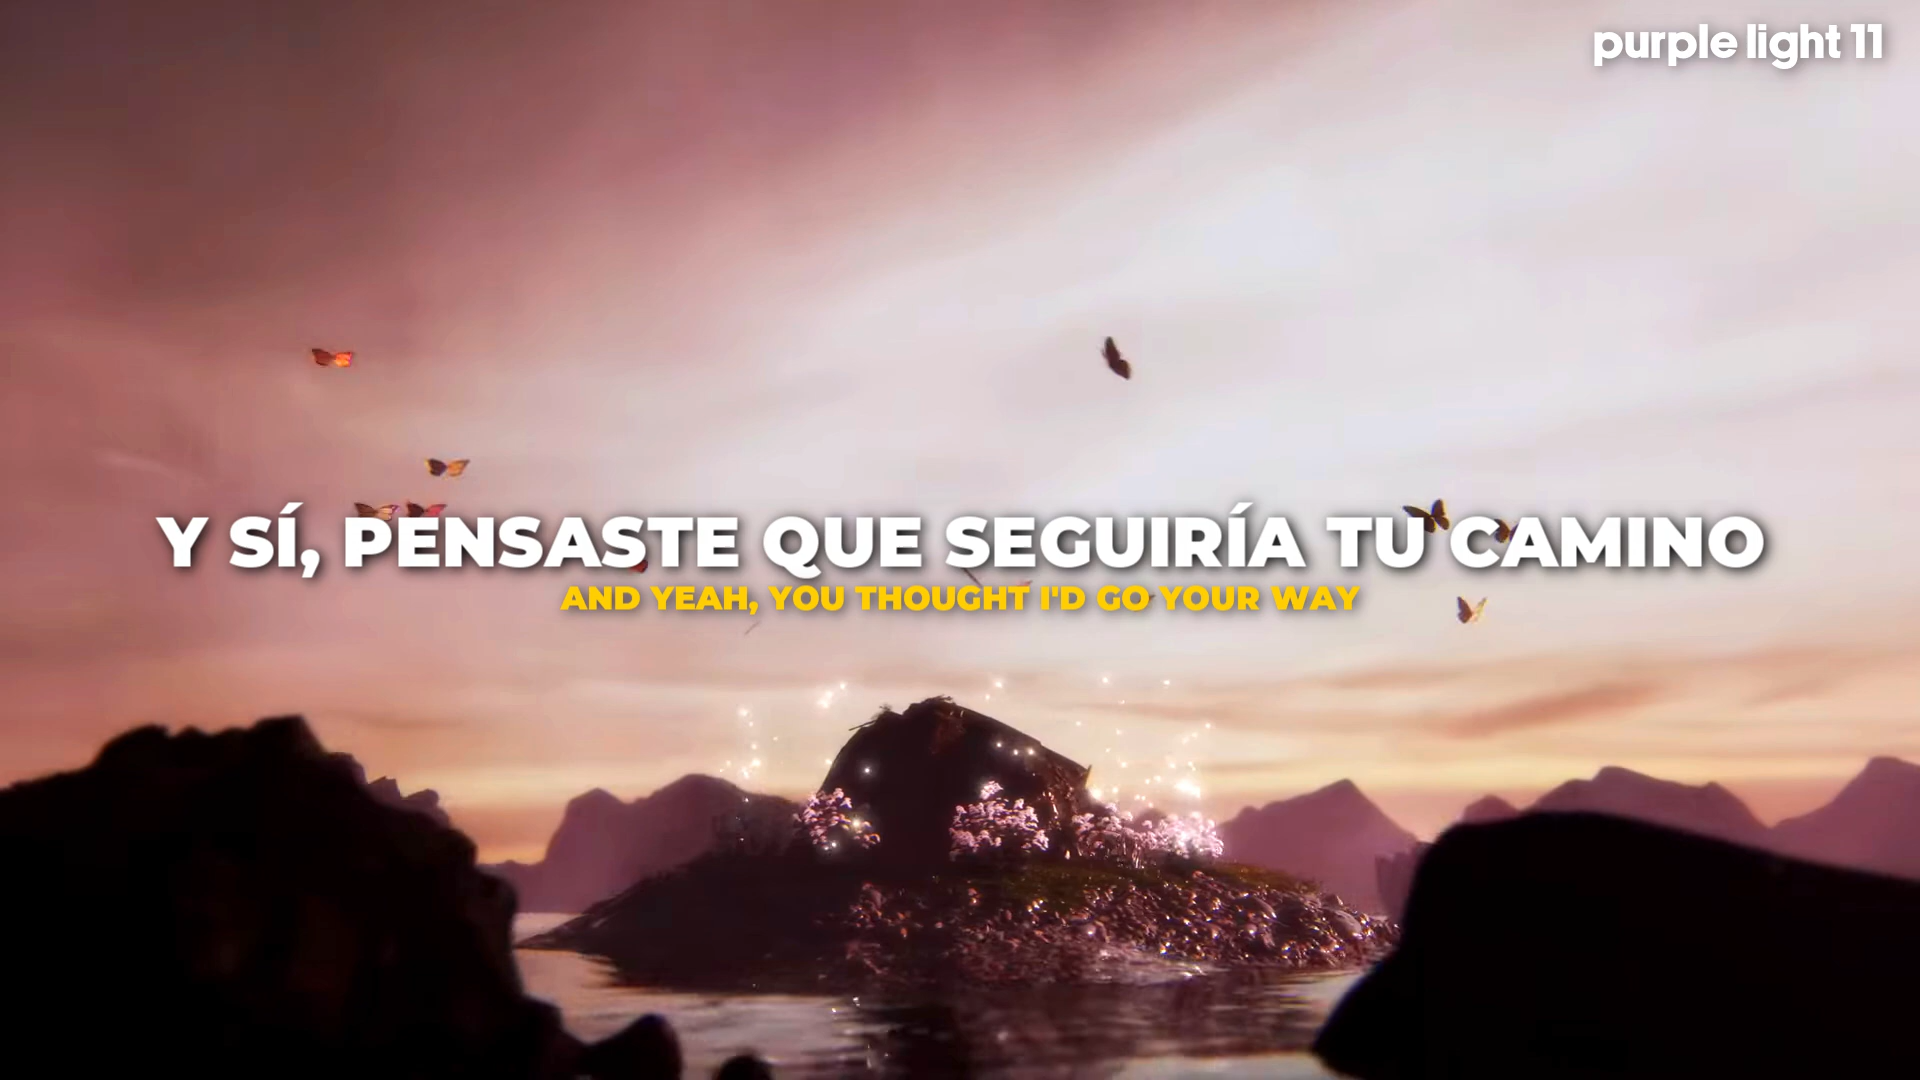 purple light 11
Y SÍ, PENSASTE QUE SEGUIRÍA TU CAMINO
AND YEAH, YOU THOUGHT I'D GO YOUR WAY